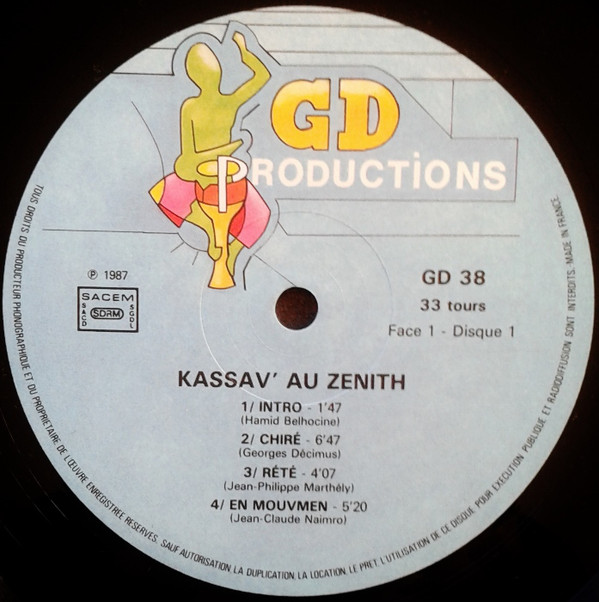 GD
PRODUCTIONS
℗ 1987
SACEM
SACD
SDRM
SGDL
GD 38
33 tours
Face 1 - Disque 1
KASSAV' AU ZENITH
1/ INTRO - 1'47
(Hamid Belhocine)
2/ CHIRÉ - 6'47
(Georges Décimus)
3/ RÉTÉ - 4'07
(Jean-Philippe Marthély)
4/ EN MOUVMEN - 5'20
(Jean-Claude Naimro)
TOUS DROITS DU PRODUCTEUR PHONOGRAPHIQUE ET DU PROPRIETAIRE DE L'ŒUVRE ENREGISTREE RESERVES. SAUF AUTORISATION, LA DUPLICATION, LA LOCATION, LE PRET, L'UTILISATION DE CE DISQUE POUR EXECUTION PUBLIQUE ET RADIODIFFUSION SONT INTERDITS. MADE IN FRANCE